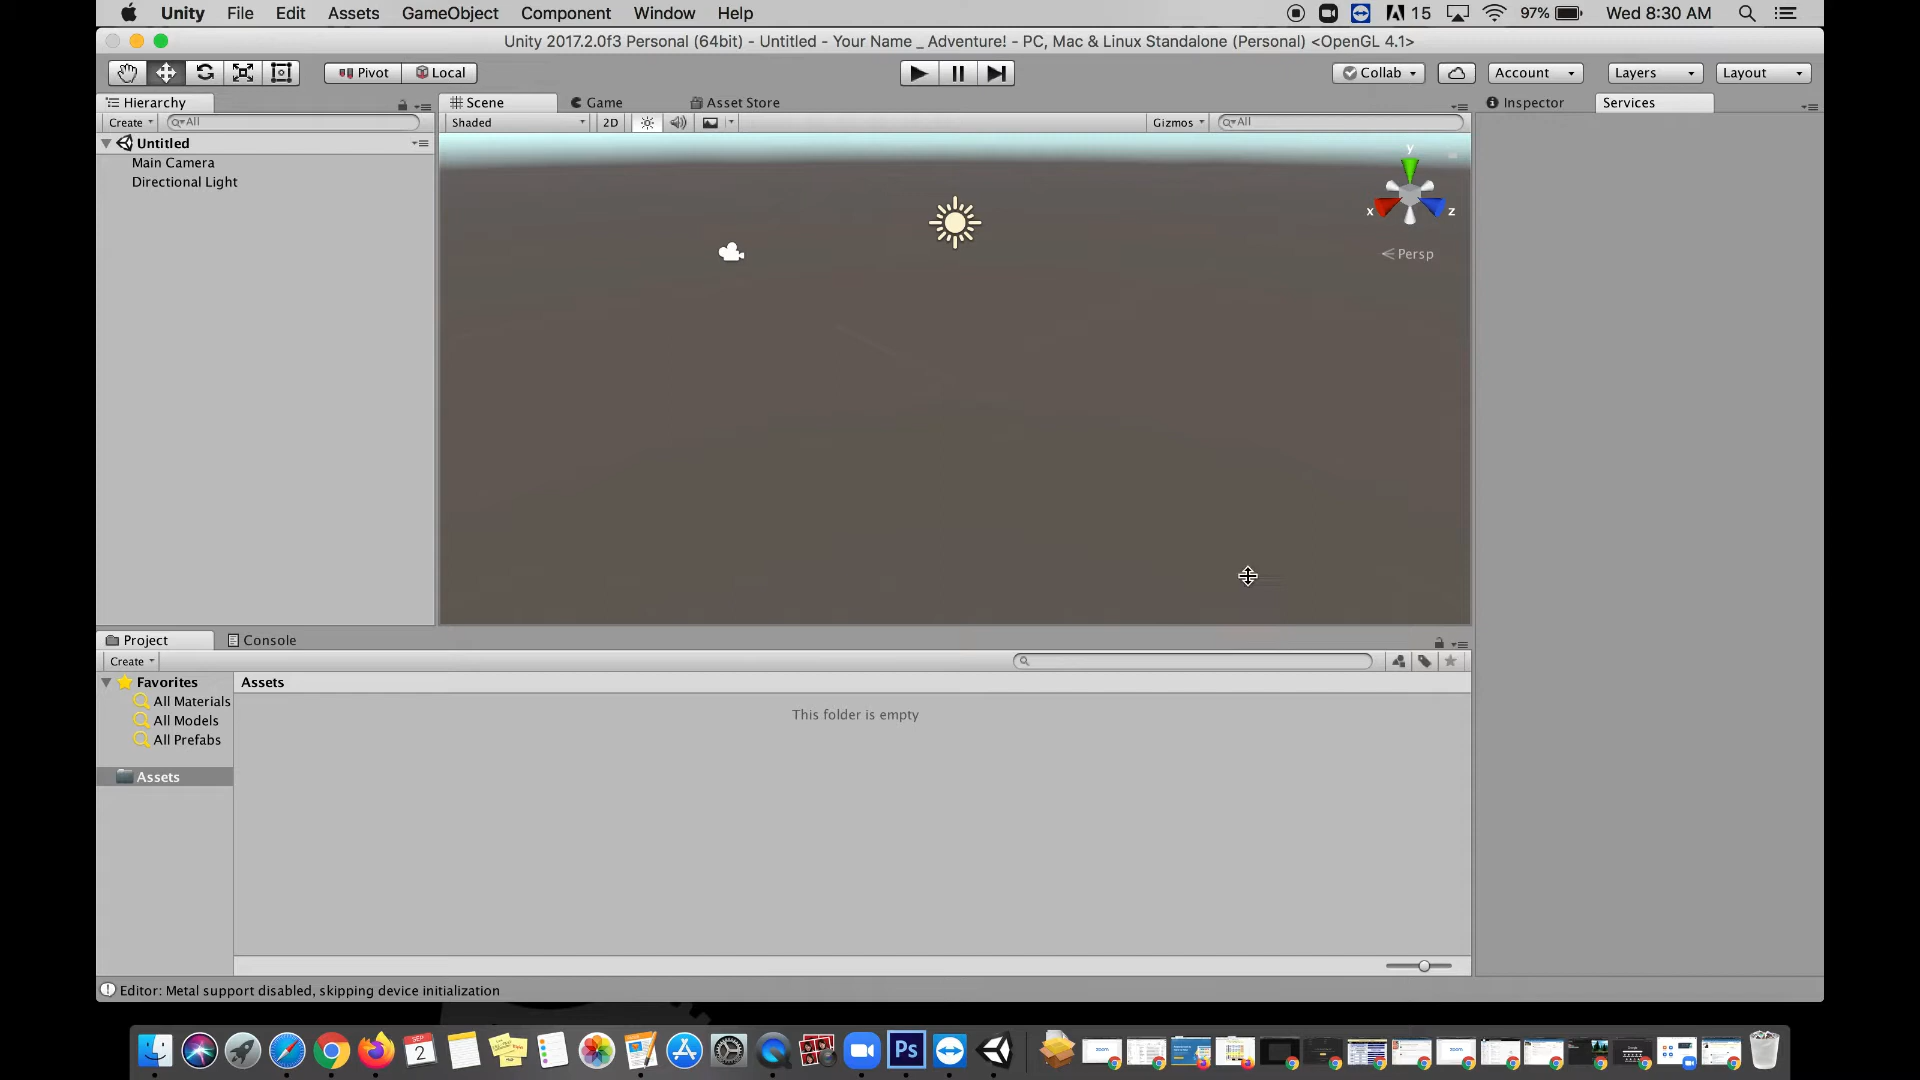 Unity File Edit Assets GameObject Component Window Help 15 97% Wed 8:30 AM
Unity 2017.2.0f3 Personal (64bit) - Untitled - Your Name _ Adventure! - PC, Mac & Linux Standalone (Personal) <OpenGL 4.1>
Pivot Local Collab Account Layers Layout
Hierarchy Scene Game Asset Store Inspector Services
Create All Shaded 2D Gizmos All
Untitled
Main Camera
Directional Light
y
x z
Persp
Project Console
Create
Favorites Assets
All Materials
All Models
All Prefabs
This folder is empty
Assets
Editor: Metal support disabled, skipping device initialization
SEP
2
Ps
zoom
zoom